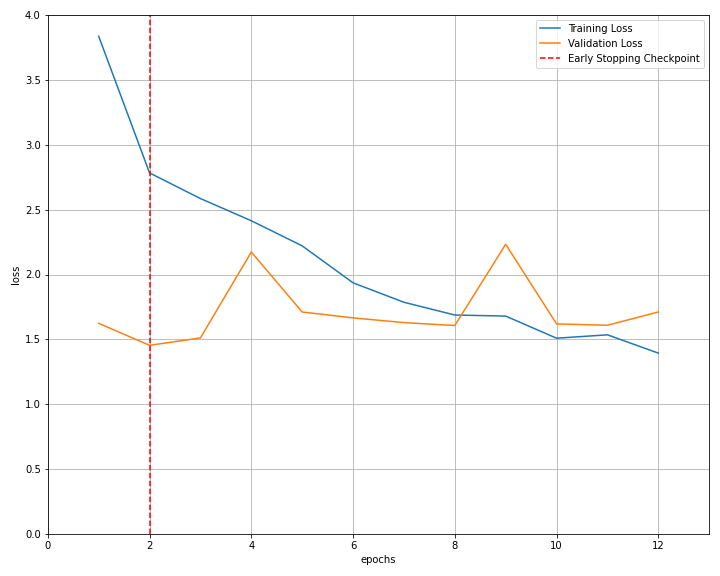 4.0
3.5
3.0
2.5
2.0
1.5
1.0
0.5
0.0
loss
Training Loss
Validation Loss
Early Stopping Checkpoint
0 2 4 6 8 10 12
epochs